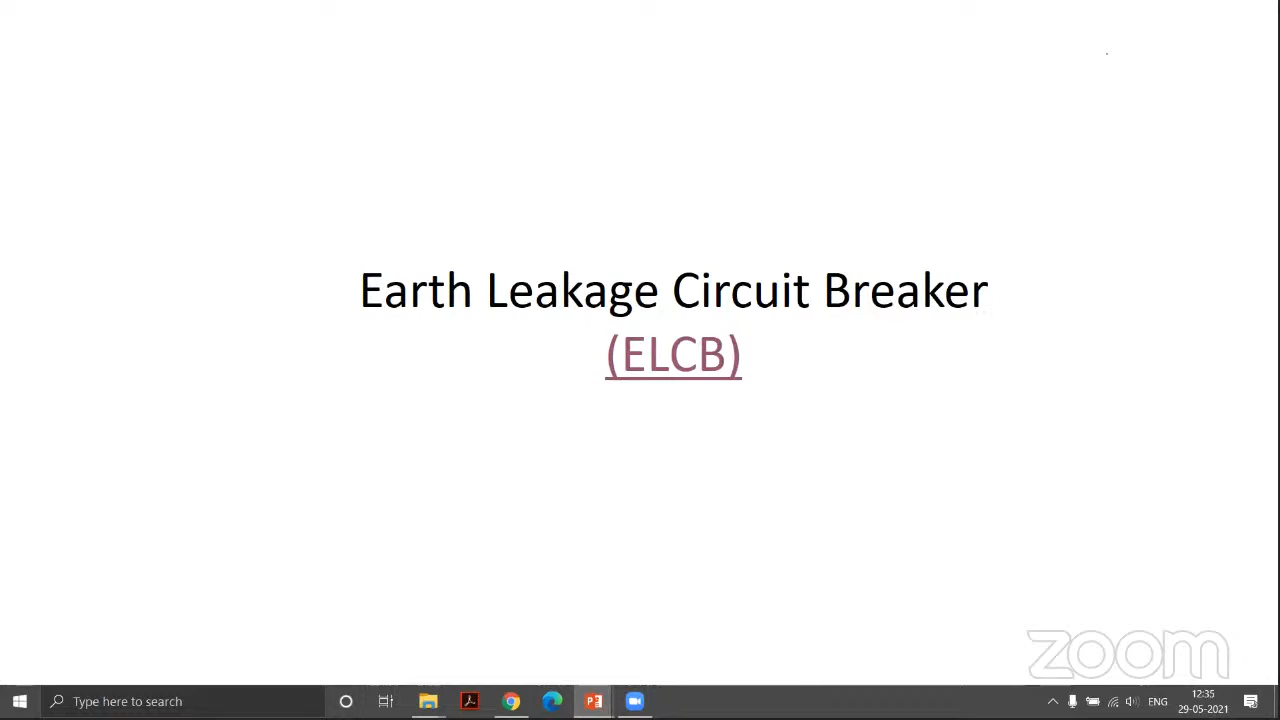 Earth Leakage Circuit Breaker
(ELCB)
zoom
Type here to search
ENG
12:35
29-05-2021